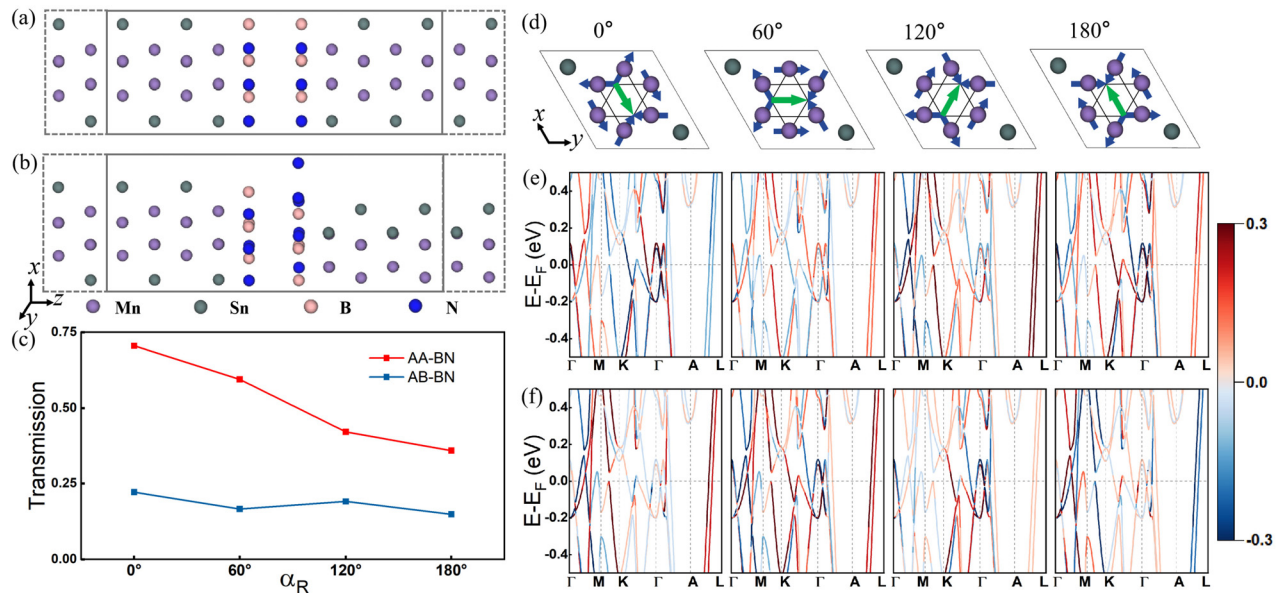 (a)
(b)
x
z
y
Mn
Sn
B
N
(c)
0.75
0.50
0.25
0.00
Transmission
AA-BN
AB-BN
0° 60° 120° 180°
α_R
(d)
0° 60° 120° 180°
x
y
(e)
0.4
0.2
0.0
-0.2
-0.5
E-E_F (eV)
Γ M K Γ A L Γ M K Γ A L Γ M K Γ A L Γ M K Γ A L
(f)
0.4
0.2
0.0
-0.2
-0.5
E-E_F (eV)
Γ M K Γ A L Γ M K Γ A L Γ M K Γ A L Γ M K Γ A L
0.3
0.0
-0.3